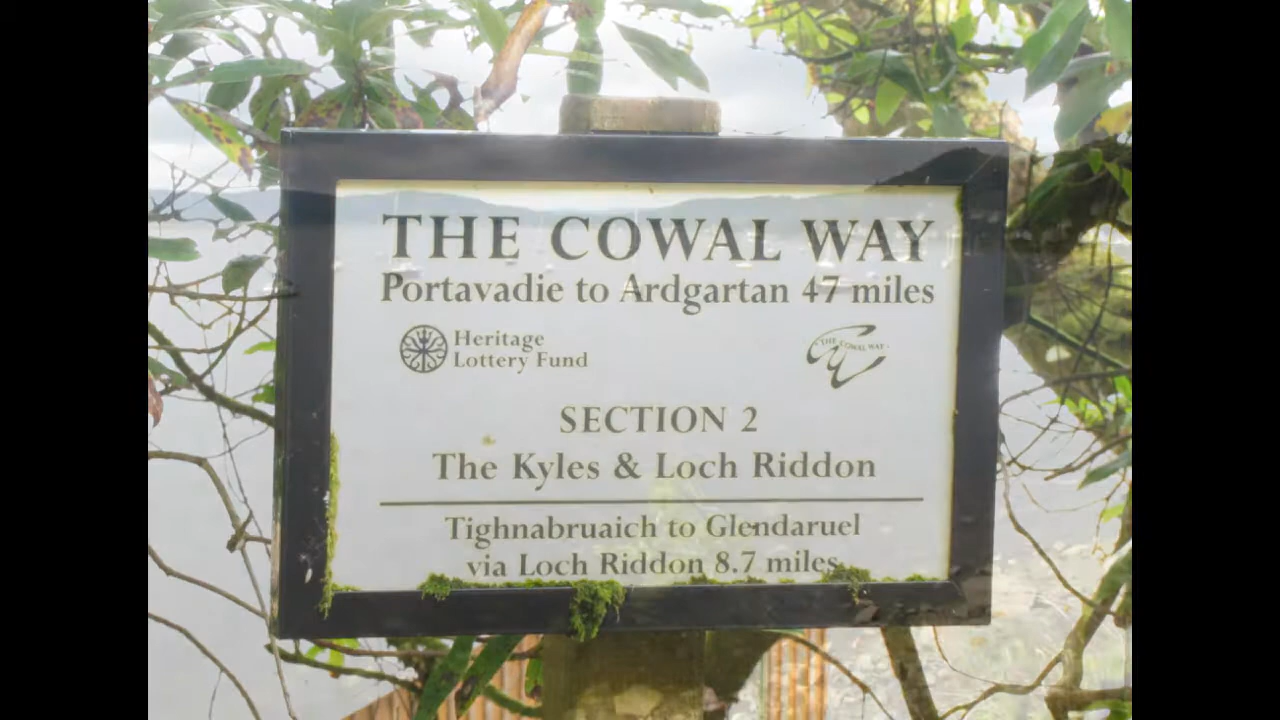 THE COWAL WAY
Portavadie to Ardgartan 47 miles
Heritage
Lottery Fund
THE COWAL WAY
SECTION 2
The Kyles & Loch Riddon
Tighnabruaich to Glendaruel
via Loch Riddon 8.7 miles